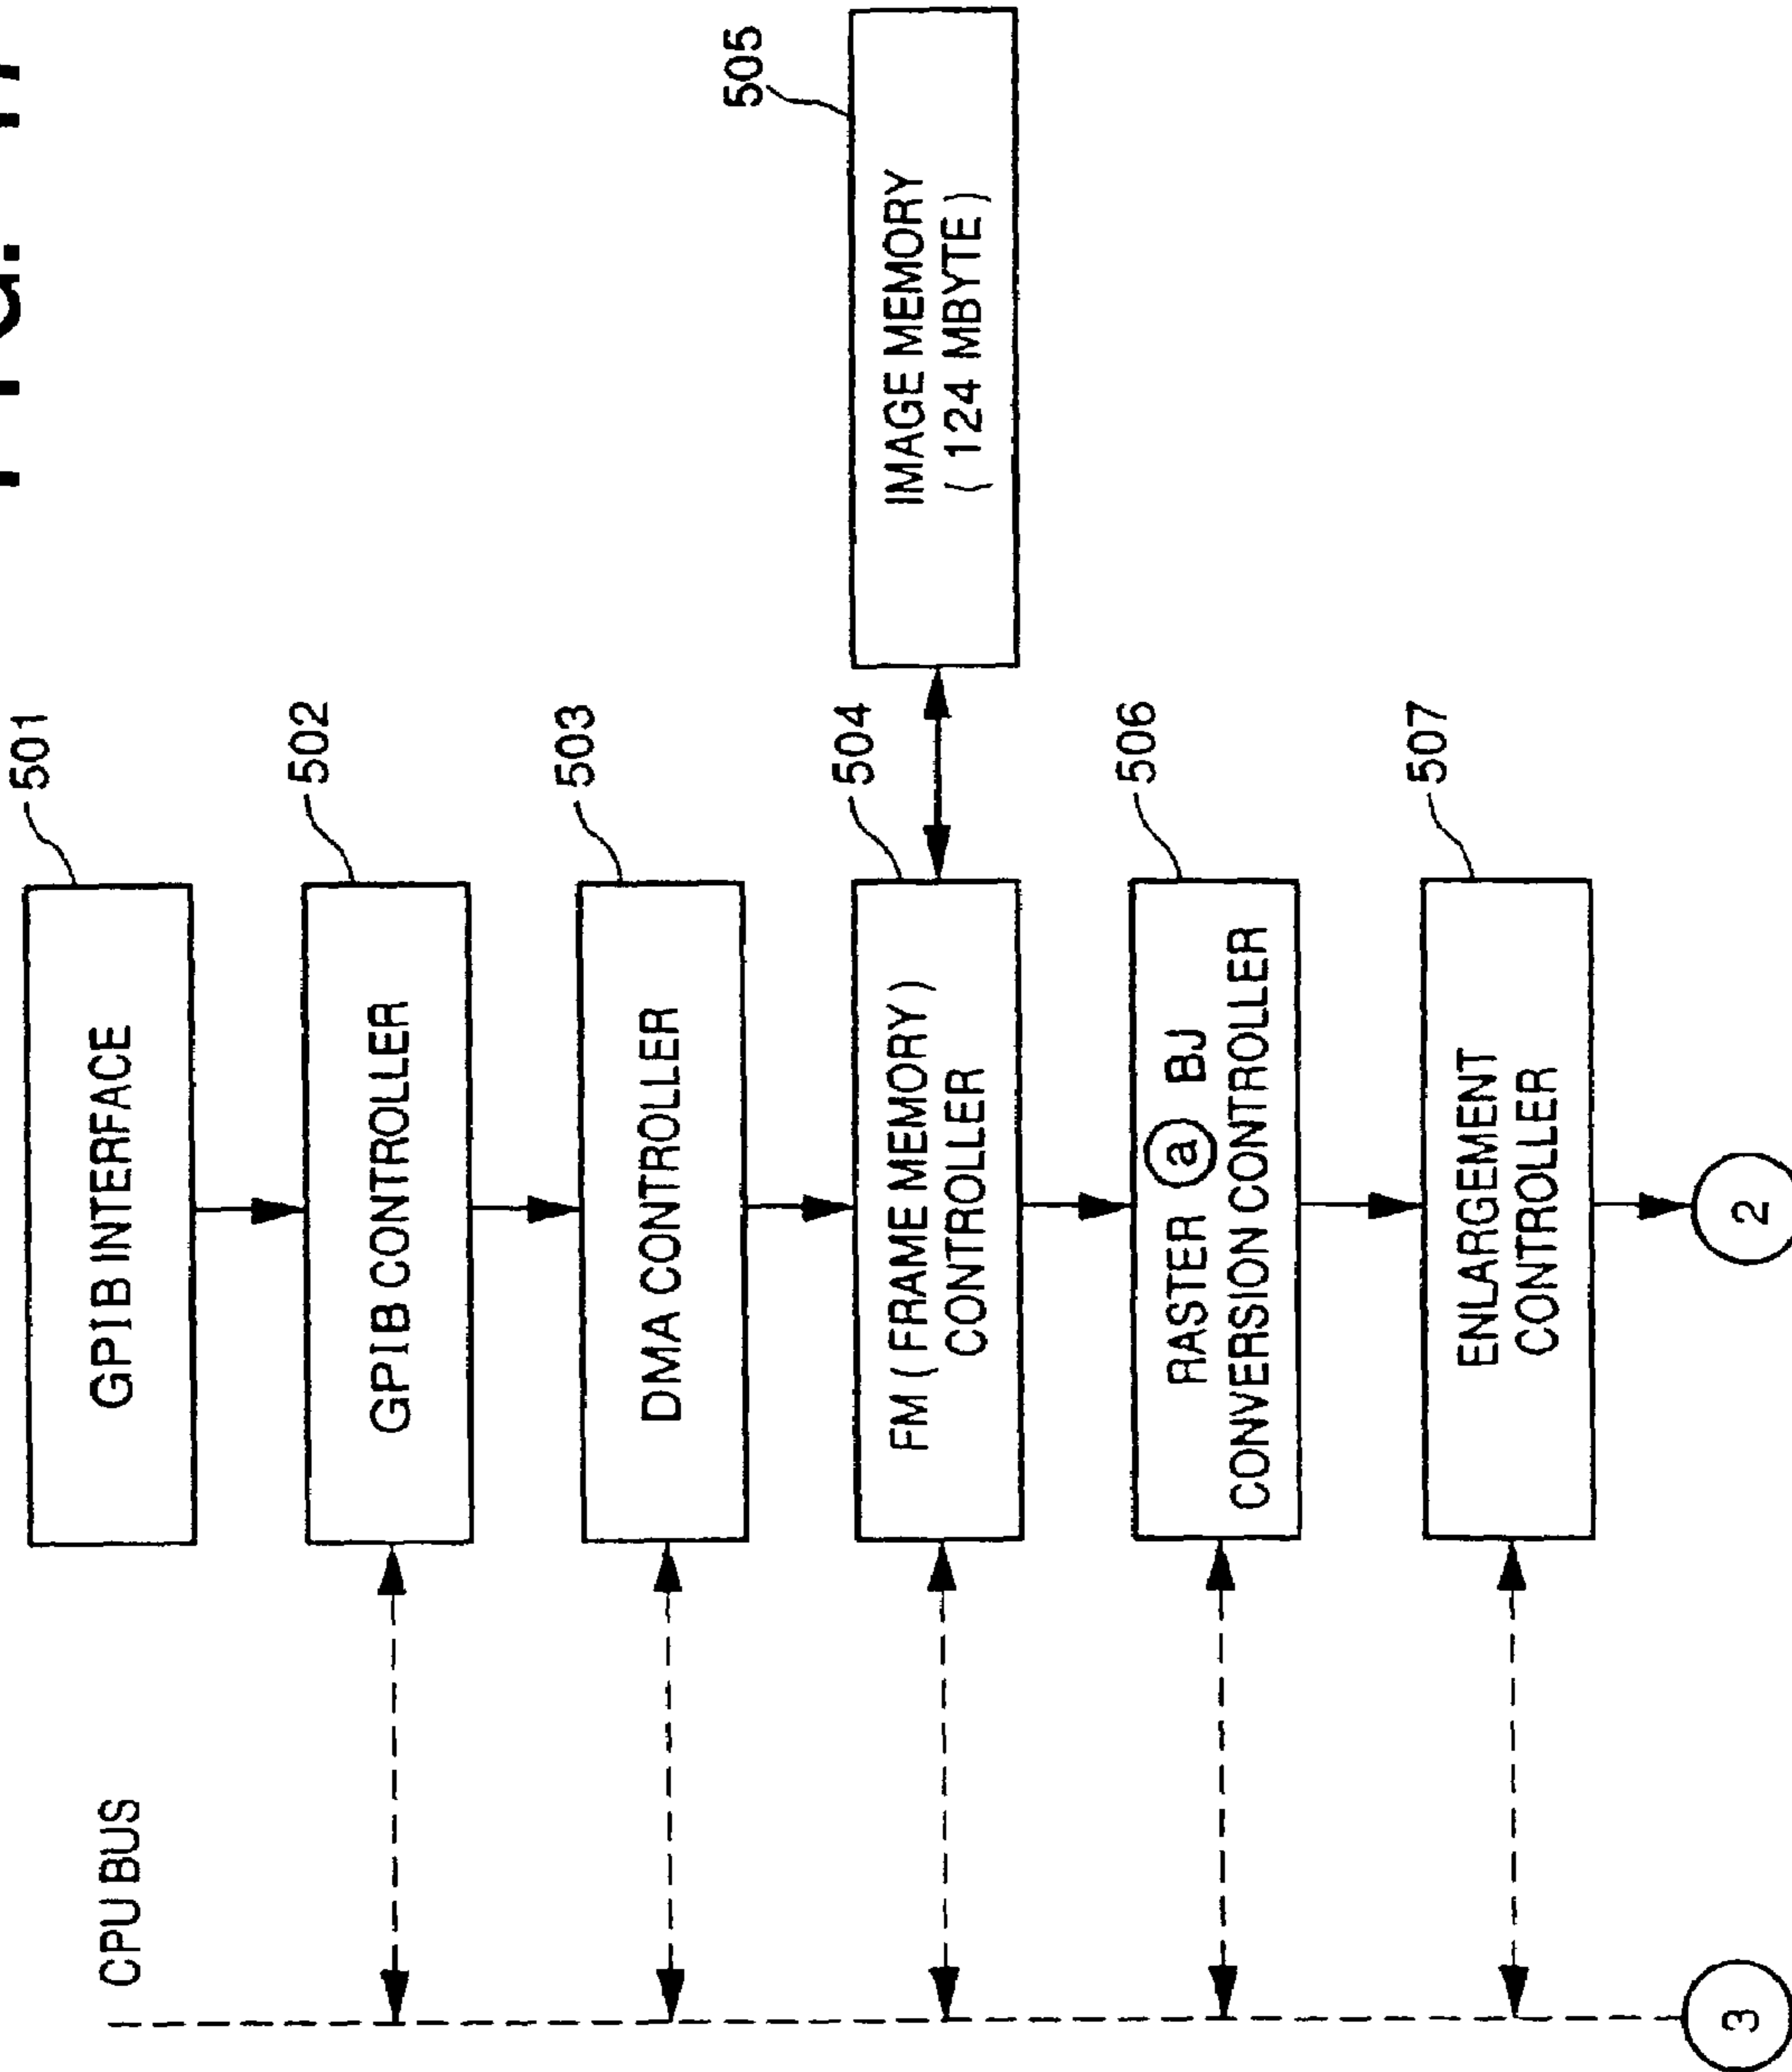 501
GPIB INTERFACE
CPU BUS
502
GPIB CONTROLLER
503
DMA CONTROLLER
504
FM ( FRAME MEMORY )
CONTROLLER
505
IMAGE MEMORY
( 124 MBYTE )
506
RASTER ⓐ BJ
CONVERSION CONTROLLER
507
ENLARGEMENT
CONTROLLER
3
2